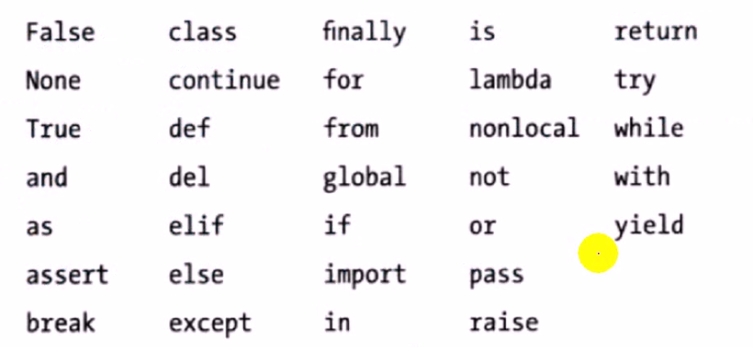 False class finally is return
None continue for lambda try
True def from nonlocal while
and del global not with
as elif if or yield
assert else import pass
break except in raise